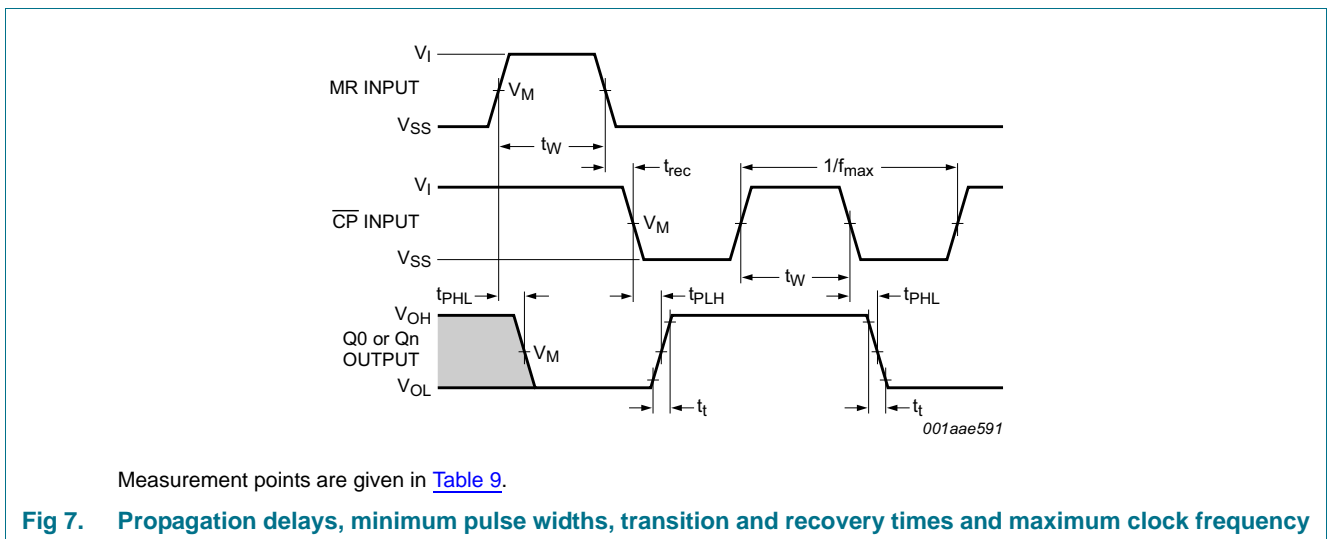 VI
MR INPUT
VM
VSS
tW
trec
1/fmax
VI
CP INPUT
VM
VSS
tW
tPHL
tPLH
tPHL
VOH
Q0 or Qn
OUTPUT
VM
VOL
tt
tt
001aae591
Measurement points are given in Table 9.
Fig 7. Propagation delays, minimum pulse widths, transition and recovery times and maximum clock frequency